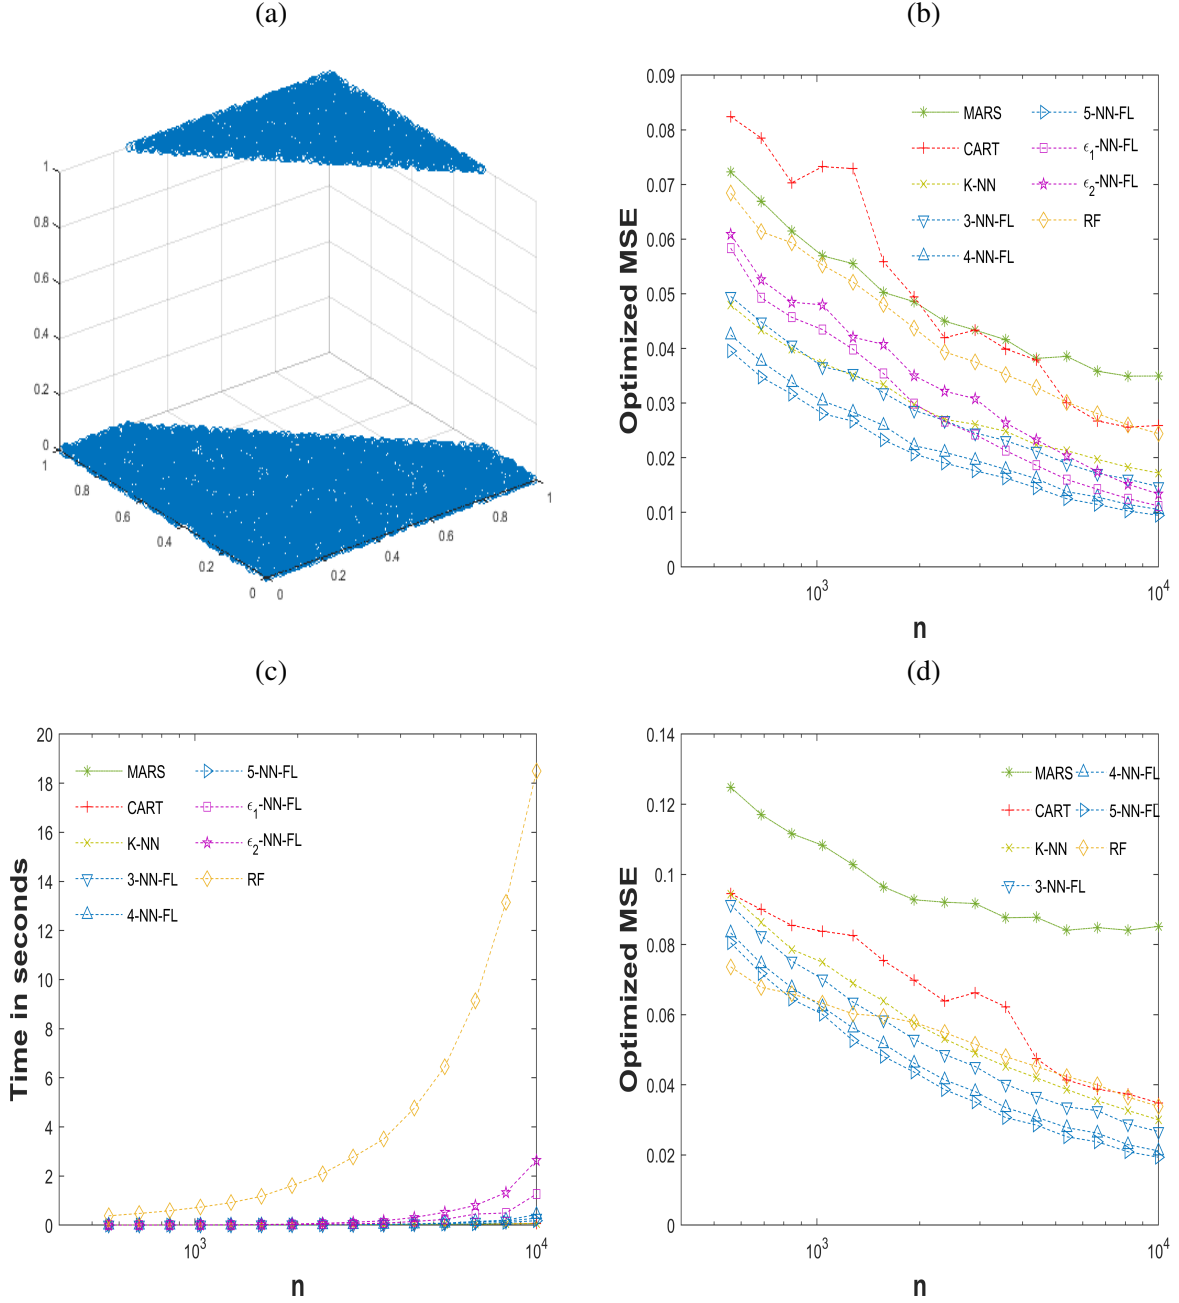 (a)
1
0.8
0.6
0.4
0.2
0
1
0.8
0.6
0.4
0.2
0
0
0.2
0.4
0.6
0.8
1
(b)
0.09
0.08
0.07
0.06
0.05
0.04
0.03
0.02
0.01
0
Optimized MSE
MARS
CART
K-NN
3-NN-FL
4-NN-FL
5-NN-FL
ϵ₁-NN-FL
ϵ₂-NN-FL
RF
10³
10⁴
n
(c)
20
18
16
14
12
10
8
6
4
2
0
Time in seconds
MARS
CART
K-NN
3-NN-FL
4-NN-FL
5-NN-FL
ϵ₁-NN-FL
ϵ₂-NN-FL
RF
10³
10⁴
n
(d)
0.14
0.12
0.1
0.08
0.06
0.04
0.02
0
Optimized MSE
MARS
CART
K-NN
3-NN-FL
4-NN-FL
5-NN-FL
RF
10³
10⁴
n